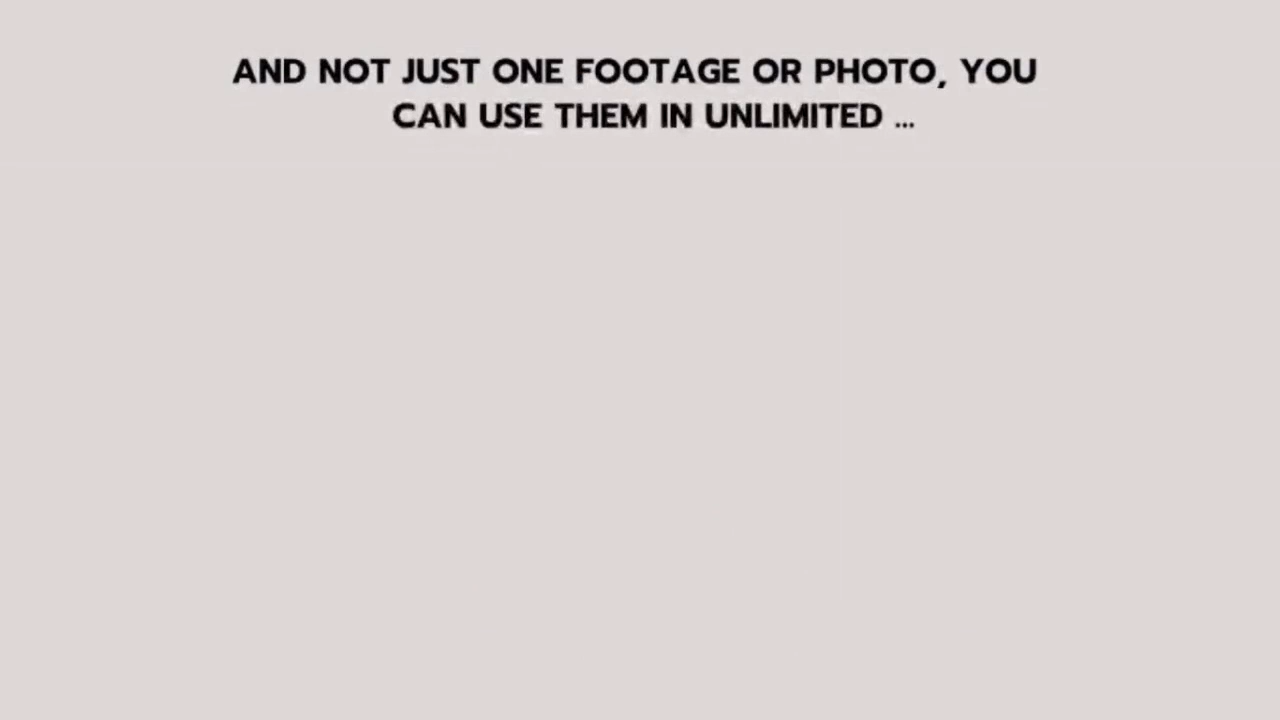 AND NOT JUST ONE FOOTAGE OR PHOTO, YOU
CAN USE THEM IN UNLIMITED ...